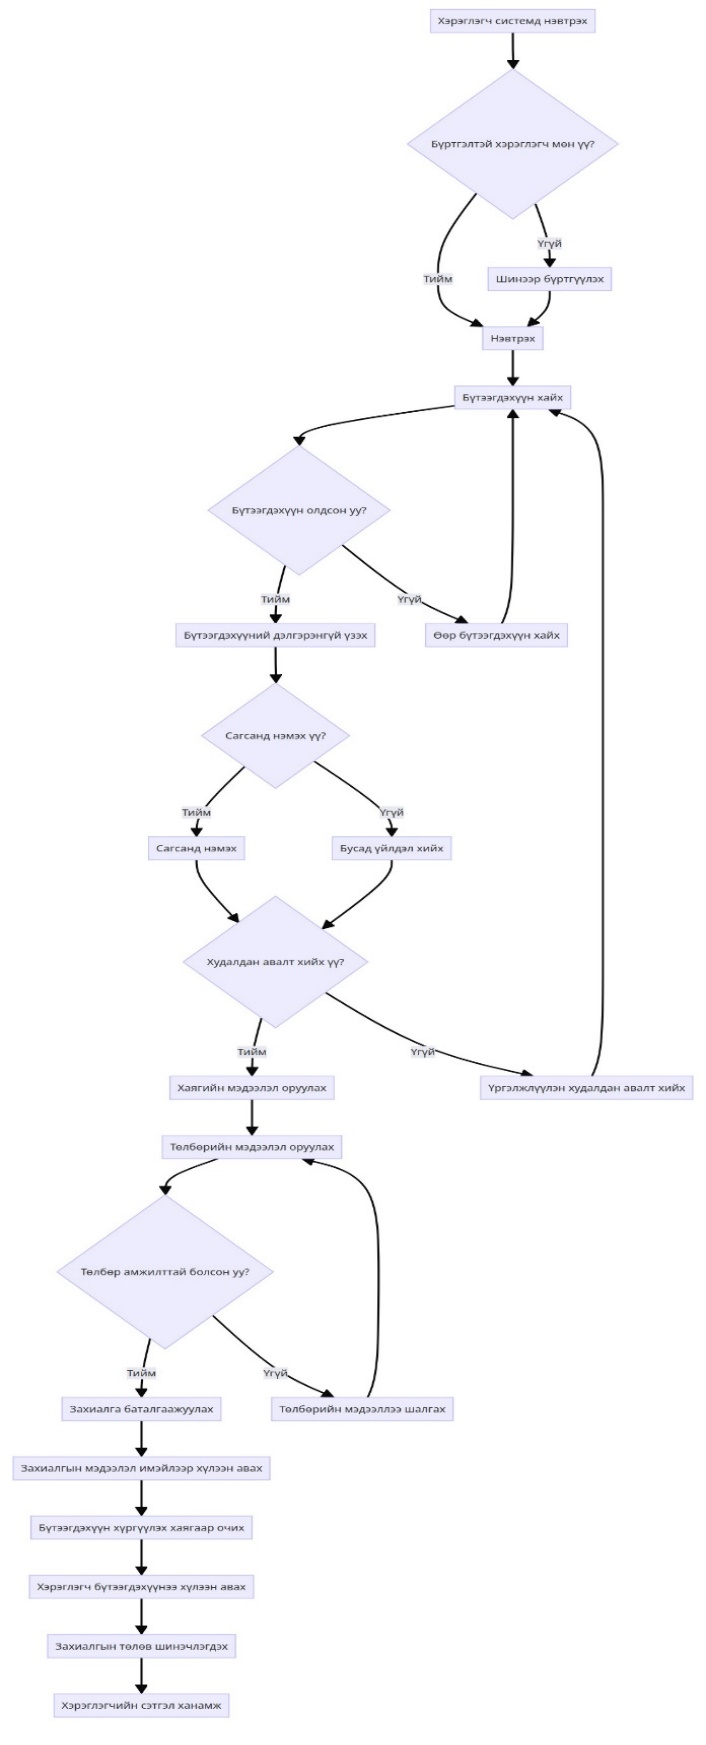 Хэрэглэгч системд нэвтрэх
Бүртгэлтэй хэрэглэгч мөн үү?
Үгүй
Тийм
Шинээр бүртгүүлэх
Нэвтрэх
Бүтээгдэхүүн хайх
Бүтээгдэхүүн олдсон уу?
Тийм
Үгүй
Бүтээгдэхүүний дэлгэрэнгүй үзэх
Өөр бүтээгдэхүүн хайх
Сагсанд нэмэх үү?
Тийм
Үгүй
Сагсанд нэмэх
Бусад үйлдэл хийх
Худалдан авалт хийх үү?
Тийм
Үгүй
Хаягийн мэдээлэл оруулах
Үргэлжлүүлэн худалдан авалт хийх
Төлбөрийн мэдээлэл оруулах
Төлбөр амжилттай болсон уу?
Тийм
Үгүй
Захиалга баталгаажуулах
Төлбөрийн мэдээллээ шалгах
Захиалгын мэдээлэл имэйлээр хүлээн авах
Бүтээгдэхүүн хүргүүлэх хаягаар очих
Хэрэглэгч бүтээгдэхүүнээ хүлээн авах
Захиалгын төлөв шинэчлэгдэх
Хэрэглэгчийн сэтгэл ханамж